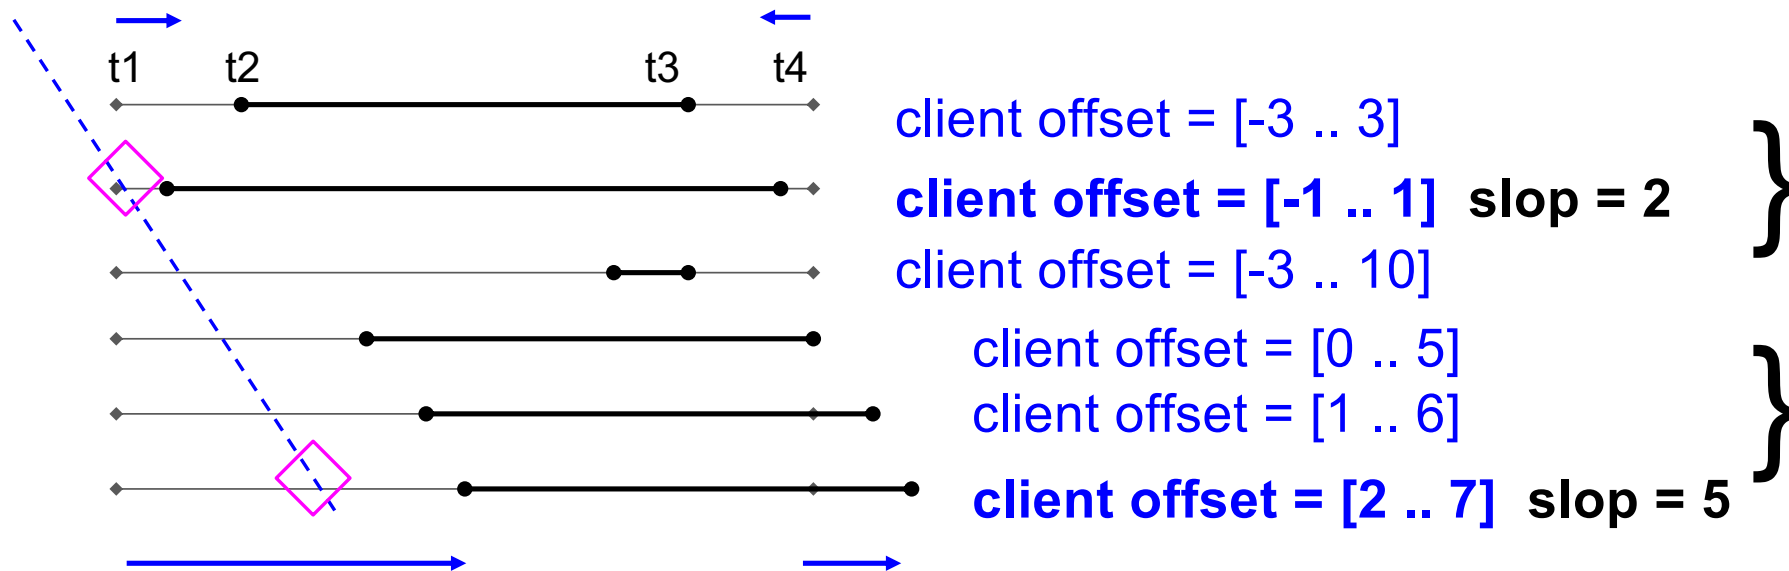 t1 t2 t3 t4
client offset = [-3 .. 3]
client offset = [-1 .. 1] slop = 2 }
client offset = [-3 .. 10]
client offset = [0 .. 5]
client offset = [1 .. 6] }
client offset = [2 .. 7] slop = 5